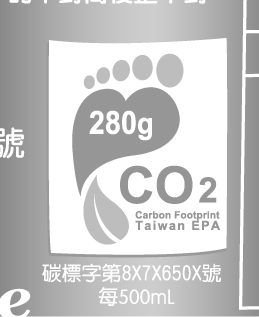 號
280g
CO2
Carbon Footprint
Taiwan EPA
碳標字第8X7X650X號
每500mL
e